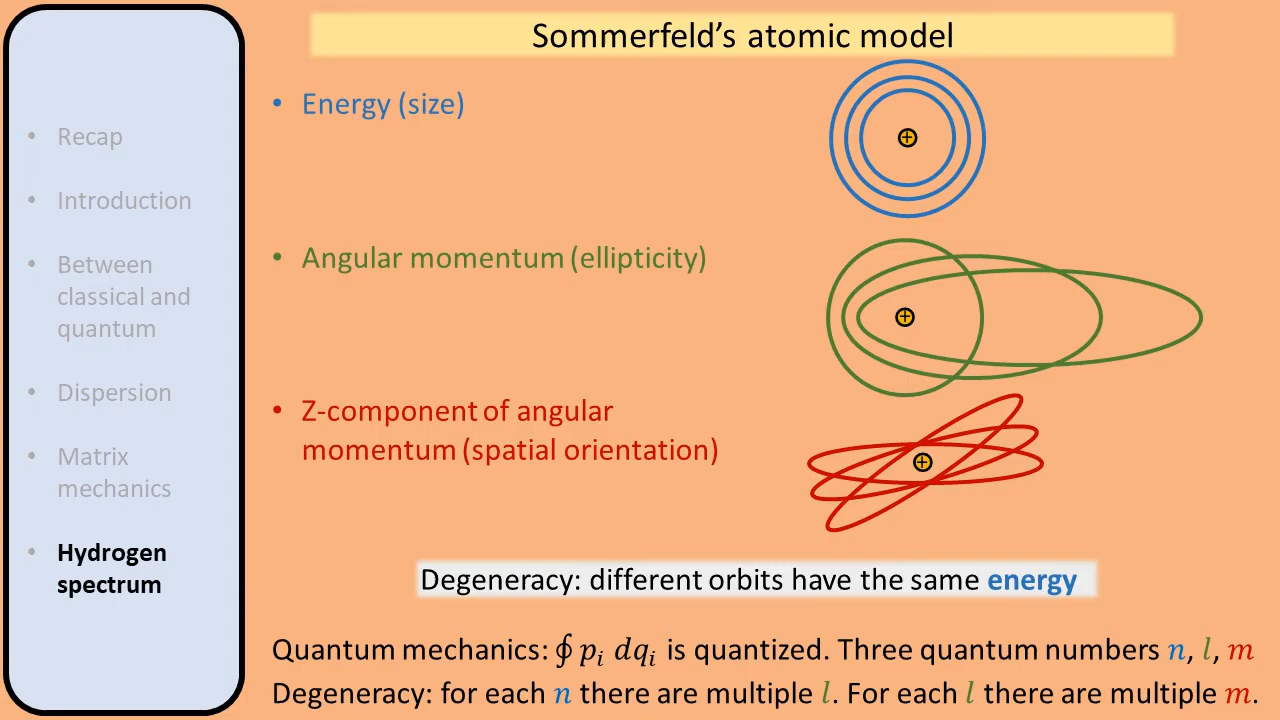 Sommerfeld’s atomic model
• Recap
• Introduction
• Between
classical and
quantum
• Dispersion
• Matrix
mechanics
• Hydrogen
spectrum
• Energy (size)
+
• Angular momentum (ellipticity)
+
• Z-component of angular
momentum (spatial orientation)
+
Degeneracy: different orbits have the same energy
Quantum mechanics: ∮ pᵢ dqᵢ is quantized. Three quantum numbers n, l, m
Degeneracy: for each n there are multiple l. For each l there are multiple m.